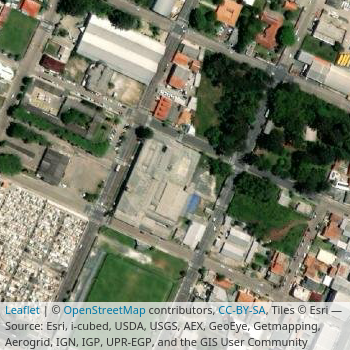 Leaflet | © OpenStreetMap contributors, CC-BY-SA, Tiles © Esri —
Source: Esri, i-cubed, USDA, USGS, AEX, GeoEye, Getmapping,
Aerogrid, IGN, IGP, UPR-EGP, and the GIS User Community